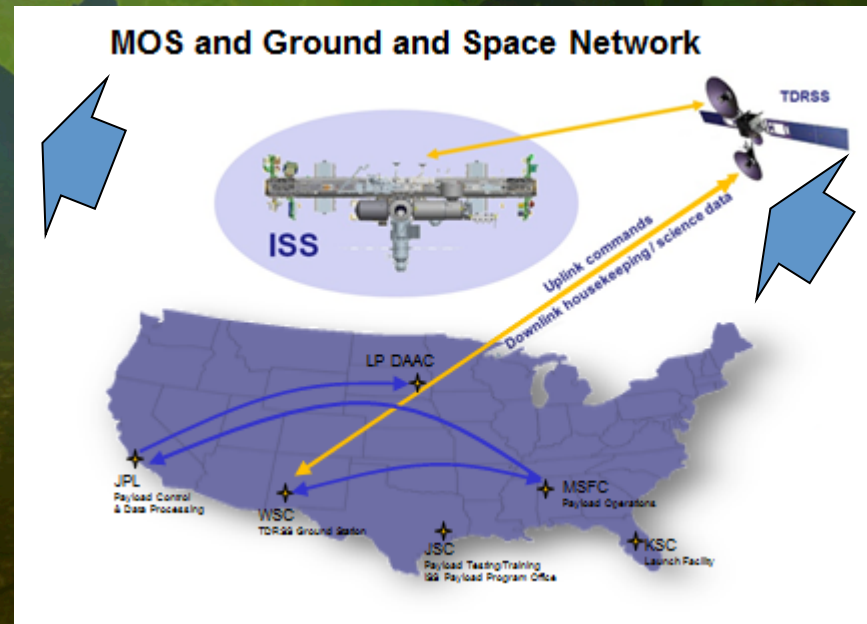 MOS and Ground and Space Network
TDRSS
ISS
Uplink commands
Downlink housekeeping / science data
LP DAAC
JPL
Payload Control
& Data Processing
WSC
TDRSS Ground Station
MSFC
Payload Operations
JSC
Payload Testing/Training
ISS Payload Program Office
KSC
Launch Facility